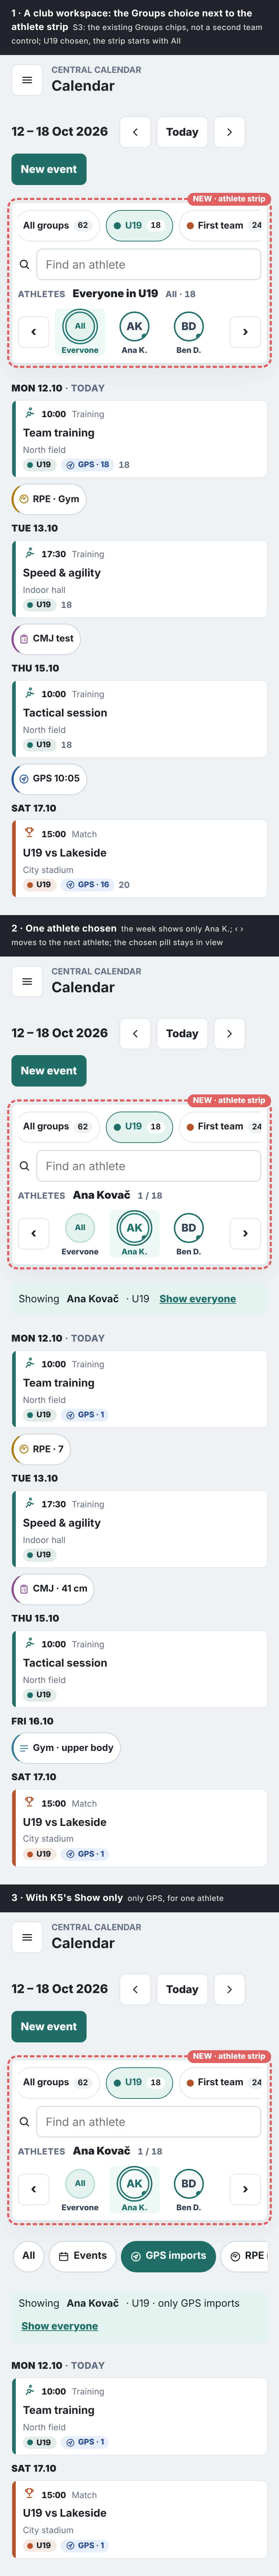 1 · A club workspace: the Groups choice next to the
athlete strip S3: the existing Groups chips, not a second team
control; U19 chosen, the strip starts with All
CENTRAL CALENDAR
Calendar
12 – 18 Oct 2026 ‹ Today ›
New event
NEW · athlete strip
All groups 62 U19 18 First team 24
Find an athlete
ATHLETES Everyone in U19 All · 18
‹ All AK BD ›
Everyone Ana K. Ben D.
MON 12.10 · TODAY
10:00 Training
Team training
North field
U19 GPS · 18 18
RPE · Gym
TUE 13.10
17:30 Training
Speed & agility
Indoor hall
U19 18
CMJ test
THU 15.10
10:00 Training
Tactical session
North field
U19 18
GPS 10:05
SAT 17.10
15:00 Match
U19 vs Lakeside
City stadium
U19 GPS · 16 20
2 · One athlete chosen the week shows only Ana K.; ‹ ›
moves to the next athlete; the chosen pill stays in view
CENTRAL CALENDAR
Calendar
12 – 18 Oct 2026 ‹ Today ›
New event
NEW · athlete strip
All groups 62 U19 18 First team 24
Find an athlete
ATHLETES Ana Kovač 1 / 18
‹ All AK BD ›
Everyone Ana K. Ben D.
Showing Ana Kovač · U19 Show everyone
MON 12.10 · TODAY
10:00 Training
Team training
North field
U19 GPS · 1
RPE · 7
TUE 13.10
17:30 Training
Speed & agility
Indoor hall
U19
CMJ · 41 cm
THU 15.10
10:00 Training
Tactical session
North field
U19
FRI 16.10
Gym · upper body
SAT 17.10
15:00 Match
U19 vs Lakeside
City stadium
U19 GPS · 1
3 · With K5's Show only only GPS, for one athlete
CENTRAL CALENDAR
Calendar
12 – 18 Oct 2026 ‹ Today ›
New event
NEW · athlete strip
All groups 62 U19 18 First team 24
Find an athlete
ATHLETES Ana Kovač 1 / 18
‹ All AK BD ›
Everyone Ana K. Ben D.
All Events GPS imports RPE
Showing Ana Kovač · U19 · only GPS imports
Show everyone
MON 12.10 · TODAY
10:00 Training
Team training
North field
U19 GPS · 1
SAT 17.10
15:00 Match
U19 vs Lakeside
City stadium
U19 GPS · 1